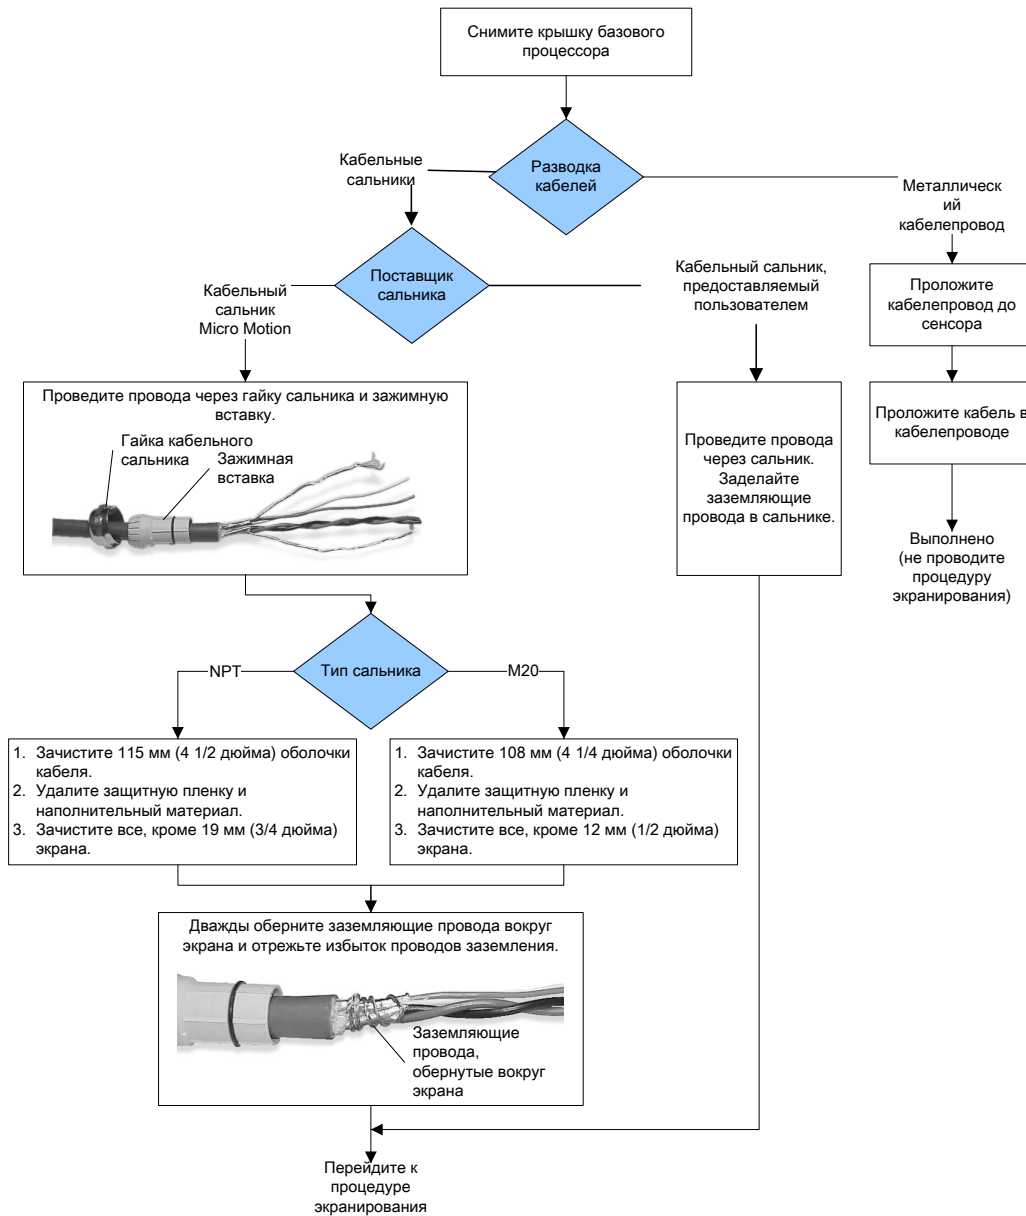 Снимите крышку базового
процессора
Разводка
кабелей
Кабельные
сальники
Металлическ
ий
кабелепровод
Поставщик
сальника
Кабельный
сальник
Micro Motion
Кабельный сальник,
предоставляемый
пользователем
Проложите
кабелепровод до
сенсора
Проложите кабель в
кабелепроводе
Выполнено
(не проводите
процедуру
экранирования)
Проведите провода через гайку сальника и зажимную
вставку.
Гайка кабельного
сальника
Зажимная
вставка
Проведите провода
через сальник.
Заделайте
заземляющие
провода в сальнике.
Тип сальника
NPT
M20
1. Зачистите 115 мм (4 1/2 дюйма) оболочки
кабеля.
2. Удалите защитную пленку и
наполнительный материал.
3. Зачистите все, кроме 19 мм (3/4 дюйма)
экрана.
1. Зачистите 108 мм (4 1/4 дюйма) оболочки
кабеля.
2. Удалите защитную пленку и
наполнительный материал.
3. Зачистите все, кроме 12 мм (1/2 дюйма)
экрана.
Дважды оберните заземляющие провода вокруг
экрана и отрежьте избыток проводов заземления.
Заземляющие
провода,
обернутые вокруг
экрана
Перейдите к
процедуре
экранирования